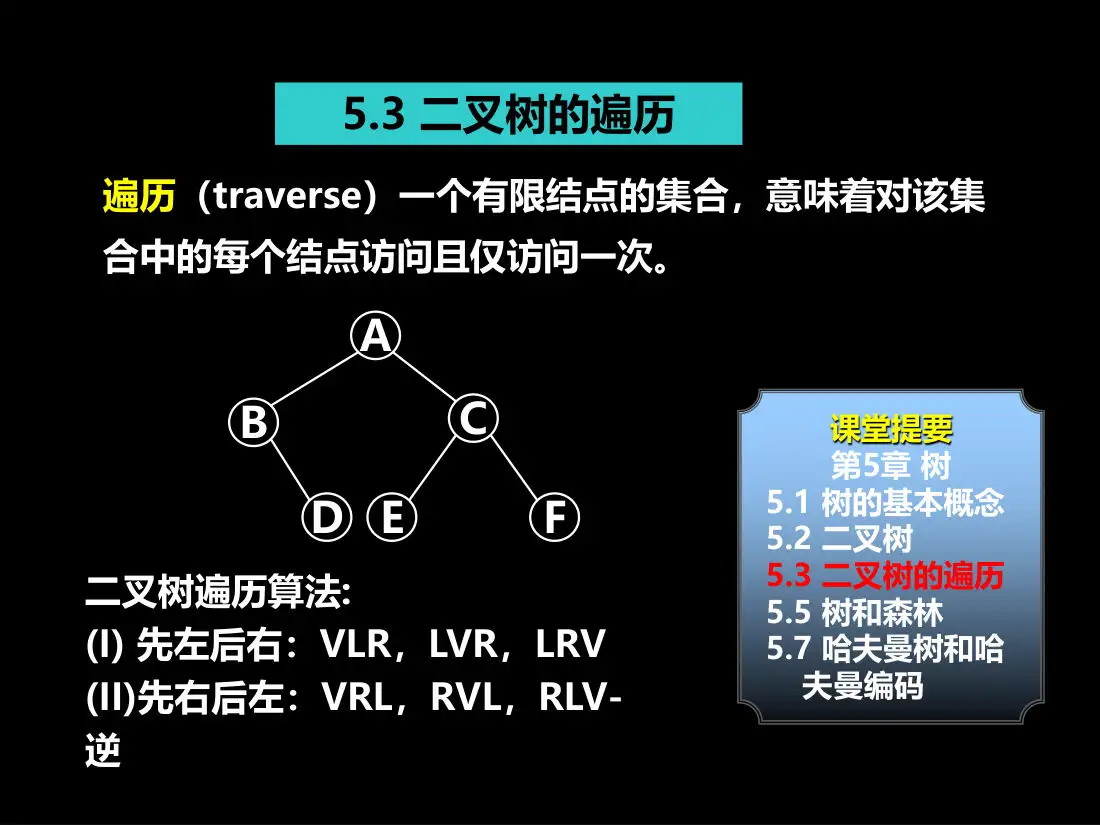 5.3 二叉树的遍历
遍历（traverse）一个有限结点的集合，意味着对该集
合中的每个结点访问且仅访问一次。
A
B
C
D
E
F
二叉树遍历算法:
(I) 先左后右：VLR，LVR，LRV
(II)先右后左：VRL，RVL，RLV-
逆
课堂提要
第5章 树
5.1 树的基本概念
5.2 二叉树
5.3 二叉树的遍历
5.5 树和森林
5.7 哈夫曼树和哈
夫曼编码